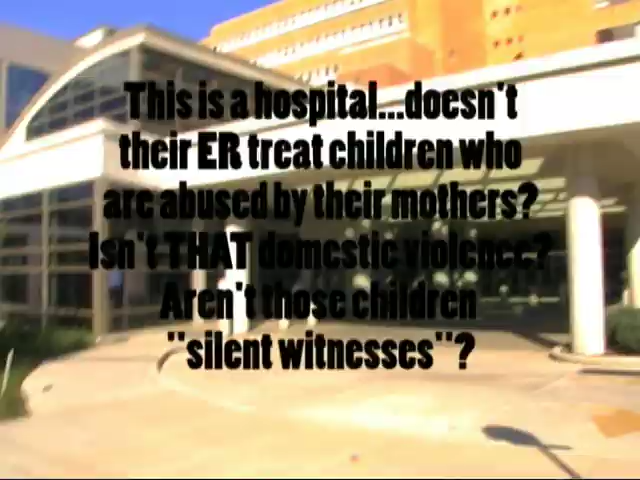 This is a hospital...doesn't
their ER treat children who
are abused by their mothers?
Isn't THAT domestic violence?
Aren't those children
"silent witnesses"?